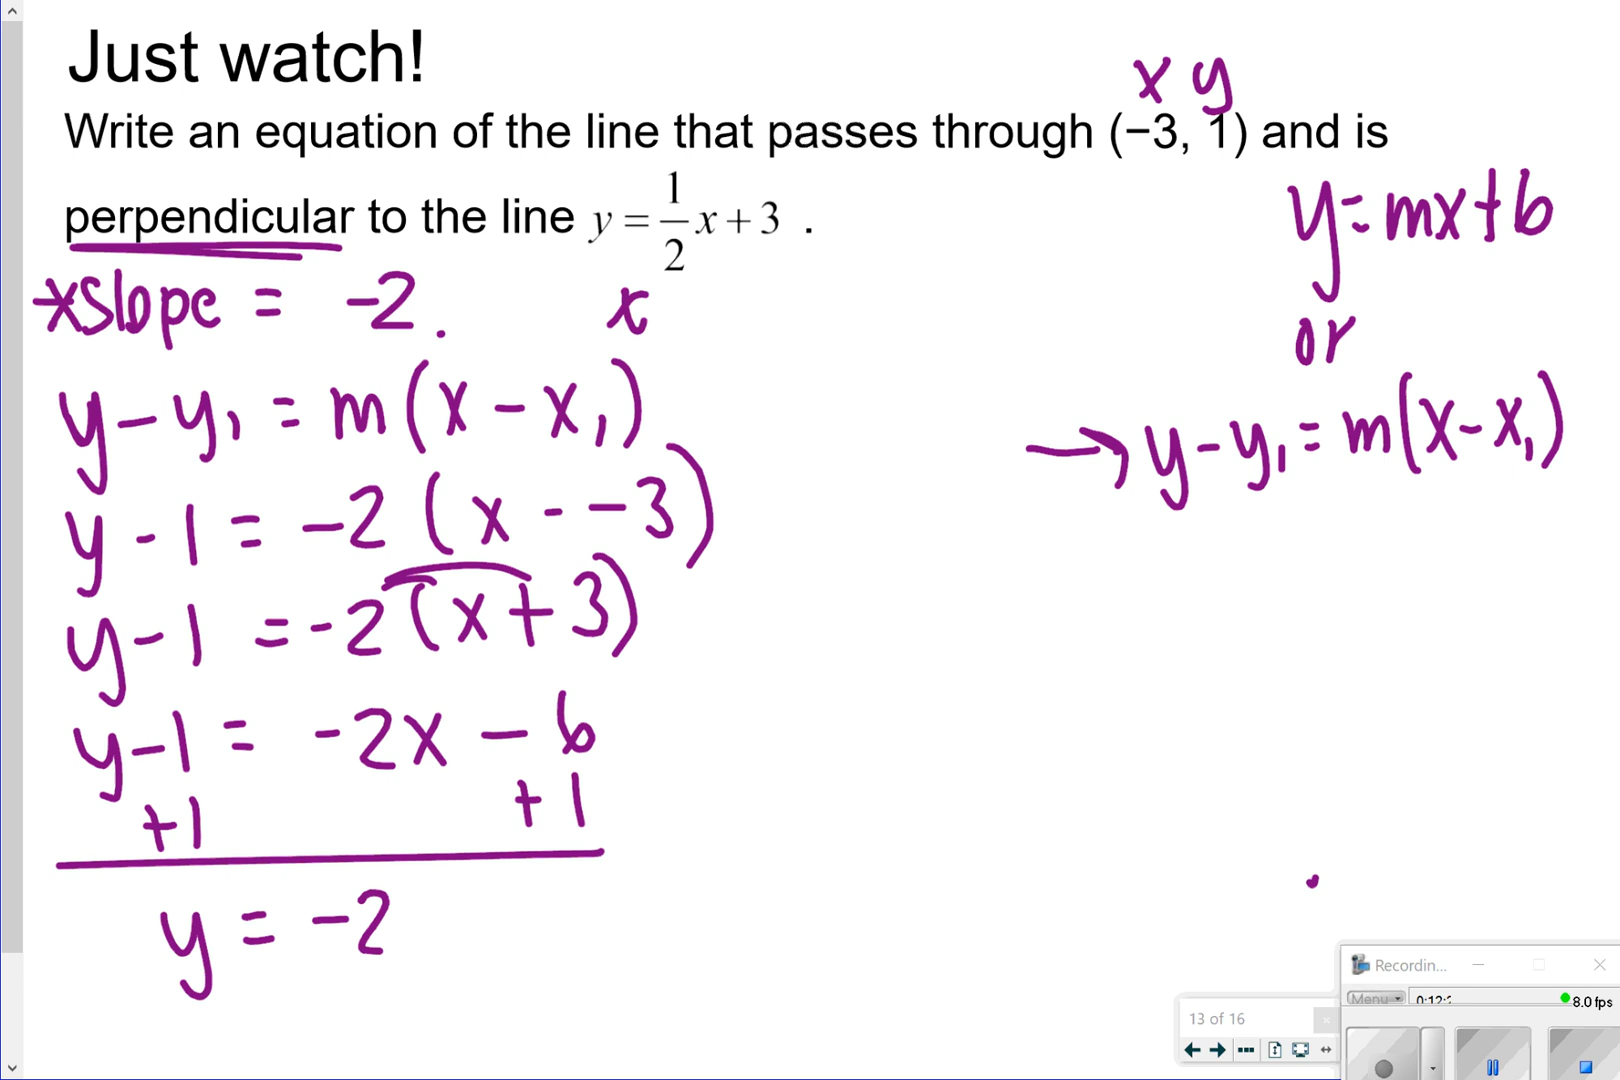 Just watch!
x y
Write an equation of the line that passes through (−3, 1) and is
perpendicular to the line y = 1/2 x + 3 .
y = mx + b
or
→ y - y₁ = m(x - x₁)
*slope = -2 .
x
y - y₁ = m(x - x₁)
y - 1 = -2(x - -3)
y - 1 = -2(x + 3)
y - 1 = -2x - 6
+1 +1
y = -2
Recordin...
Menu
8.0 fps
13 of 16